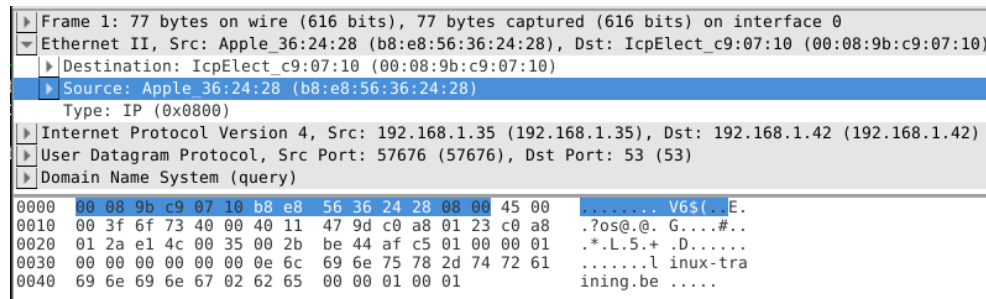 Frame 1: 77 bytes on wire (616 bits), 77 bytes captured (616 bits) on interface 0
Ethernet II, Src: Apple_36:24:28 (b8:e8:56:36:24:28), Dst: IcpElect_c9:07:10 (00:08:9b:c9:07:10)
Destination: IcpElect_c9:07:10 (00:08:9b:c9:07:10)
Source: Apple_36:24:28 (b8:e8:56:36:24:28)
Type: IP (0x0800)
Internet Protocol Version 4, Src: 192.168.1.35 (192.168.1.35), Dst: 192.168.1.42 (192.168.1.42)
User Datagram Protocol, Src Port: 57676 (57676), Dst Port: 53 (53)
Domain Name System (query)
0000 00 08 9b c9 07 10 b8 e8 56 36 24 28 08 00 45 00 ........ V6$(..E.
0010 00 3f 6f 73 40 00 40 11 47 9d c0 a8 01 23 c0 a8 .?os@.@. G....#..
0020 01 2a e1 4c 00 35 00 2b be 44 af c5 01 00 00 01 .*.L.5.+ .D......
0030 00 00 00 00 00 00 0e 6c 69 6e 75 78 2d 74 72 61 .......l inux-tra
0040 69 6e 69 6e 67 02 62 65 00 00 01 00 01 ining.be .....